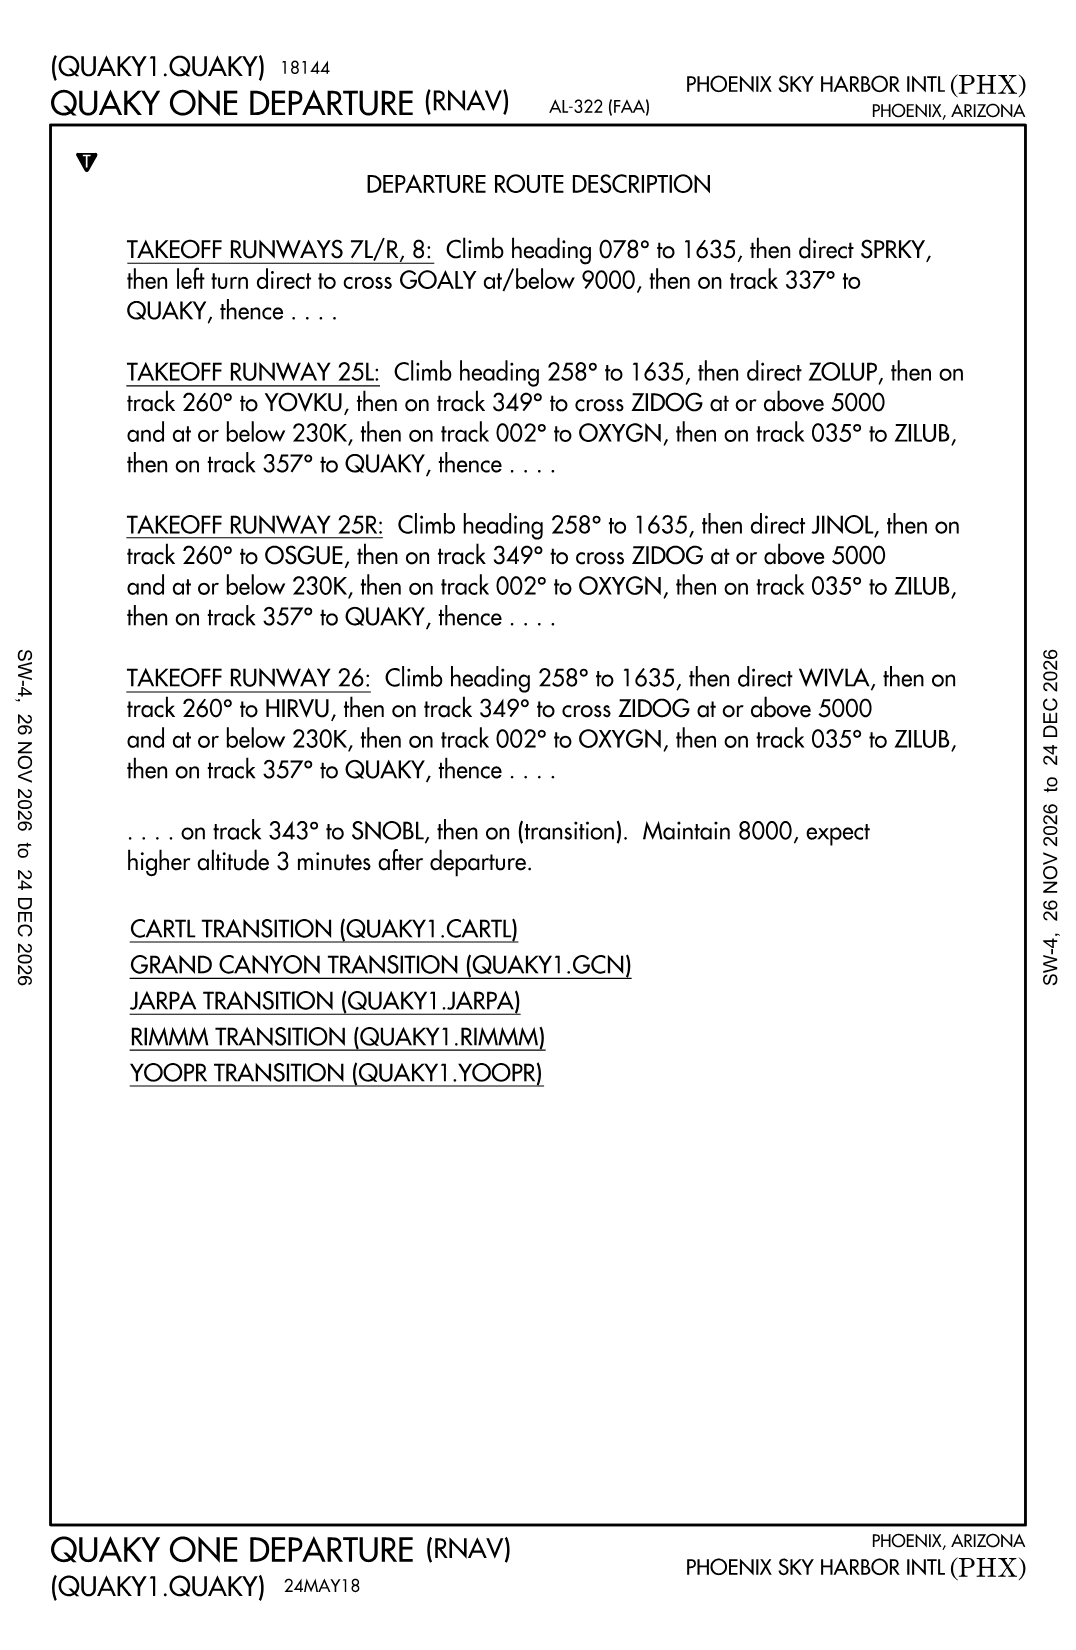 (QUAKY1.QUAKY) 18144
QUAKY ONE DEPARTURE (RNAV)
AL-322 (FAA)
PHOENIX SKY HARBOR INTL (PHX)
PHOENIX, ARIZONA
T
DEPARTURE ROUTE DESCRIPTION
TAKEOFF RUNWAYS 7L/R, 8: Climb heading 078° to 1635, then direct SPRKY,
then left turn direct to cross GOALY at/below 9000, then on track 337° to
QUAKY, thence . . . .
TAKEOFF RUNWAY 25L: Climb heading 258° to 1635, then direct ZOLUP, then on
track 260° to YOVKU, then on track 349° to cross ZIDOG at or above 5000
and at or below 230K, then on track 002° to OXYGN, then on track 035° to ZILUB,
then on track 357° to QUAKY, thence . . . .
TAKEOFF RUNWAY 25R: Climb heading 258° to 1635, then direct JINOL, then on
track 260° to OSGUE, then on track 349° to cross ZIDOG at or above 5000
and at or below 230K, then on track 002° to OXYGN, then on track 035° to ZILUB,
then on track 357° to QUAKY, thence . . . .
TAKEOFF RUNWAY 26: Climb heading 258° to 1635, then direct WIVLA, then on
track 260° to HIRVU, then on track 349° to cross ZIDOG at or above 5000
and at or below 230K, then on track 002° to OXYGN, then on track 035° to ZILUB,
then on track 357° to QUAKY, thence . . . .
. . . . on track 343° to SNOBL, then on (transition). Maintain 8000, expect
higher altitude 3 minutes after departure.
CARTL TRANSITION (QUAKY1.CARTL)
GRAND CANYON TRANSITION (QUAKY1.GCN)
JARPA TRANSITION (QUAKY1.JARPA)
RIMMM TRANSITION (QUAKY1.RIMMM)
YOOPR TRANSITION (QUAKY1.YOOPR)
SW-4, 26 NOV 2026 to 24 DEC 2026
SW-4, 26 NOV 2026 to 24 DEC 2026
QUAKY ONE DEPARTURE (RNAV)
(QUAKY1.QUAKY) 24MAY18
PHOENIX, ARIZONA
PHOENIX SKY HARBOR INTL (PHX)